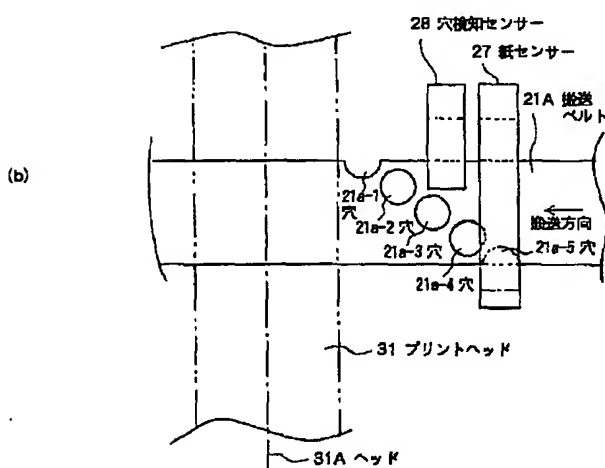 28 穴検知センサー
27 紙センサー
21A 搬送
ベルト
(b)
21a-1
穴
21a-2 穴
21a-3 穴
搬送方向
21a-5 穴
21a-4 穴
31 プリントヘッド
31A ヘッド